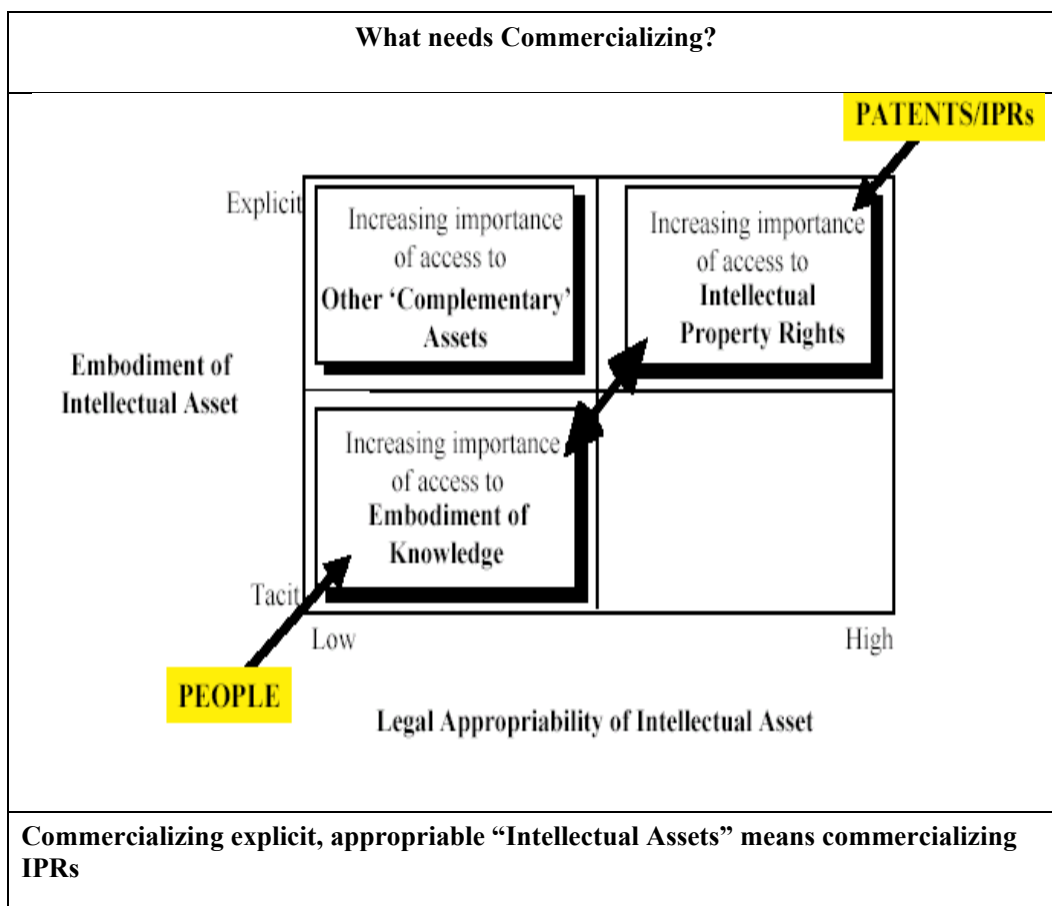 What needs Commercializing?
PATENTS/IPRs
Explicit
Increasing importance
of access to
Other ‘Complementary’
Assets
Increasing importance
of access to
Intellectual
Property Rights
Embodiment of
Intellectual Asset
Increasing importance
of access to
Embodiment of
Knowledge
Tacit
Low
High
PEOPLE
Legal Appropriability of Intellectual Asset
Commercializing explicit, appropriable “Intellectual Assets” means commercializing
IPRs